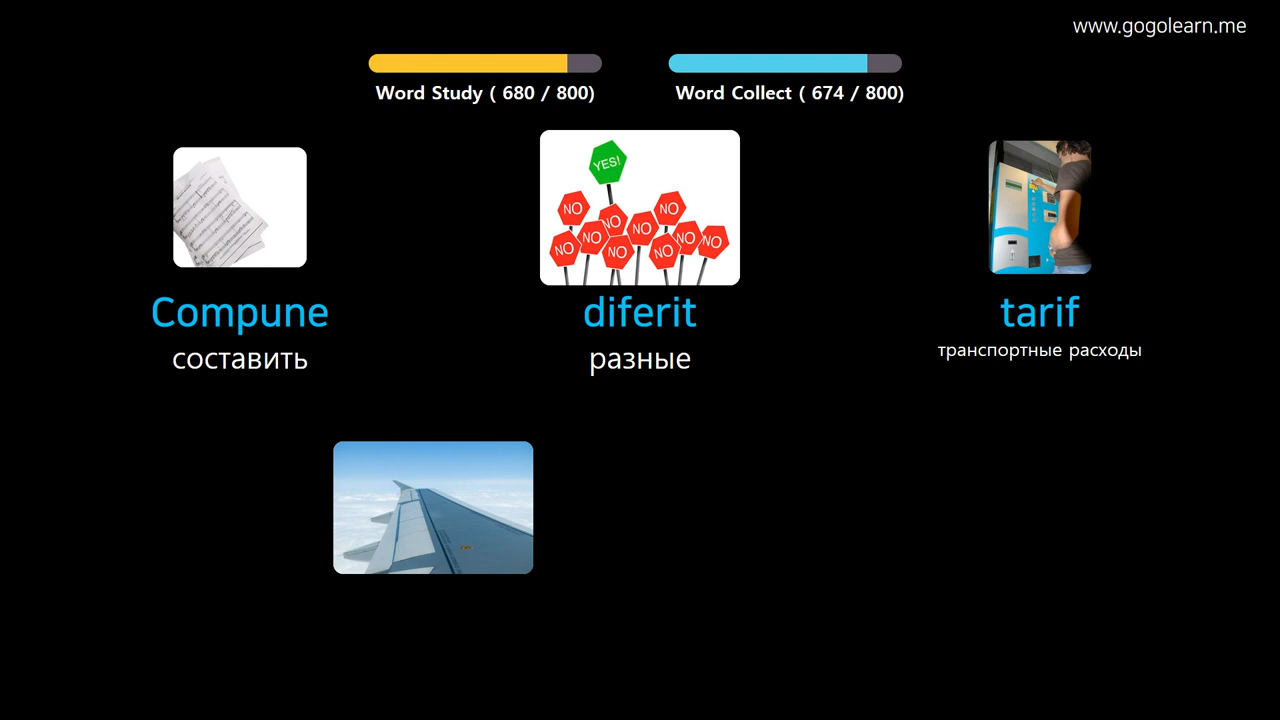 www.gogolearn.me
Word Study ( 680 / 800)
Word Collect ( 674 / 800)
YES!
NO
NO
NO
NO
NO
NO
NO
NO
NO
NO
Compune
diferit
tarif
составить
разные
транспортные расходы